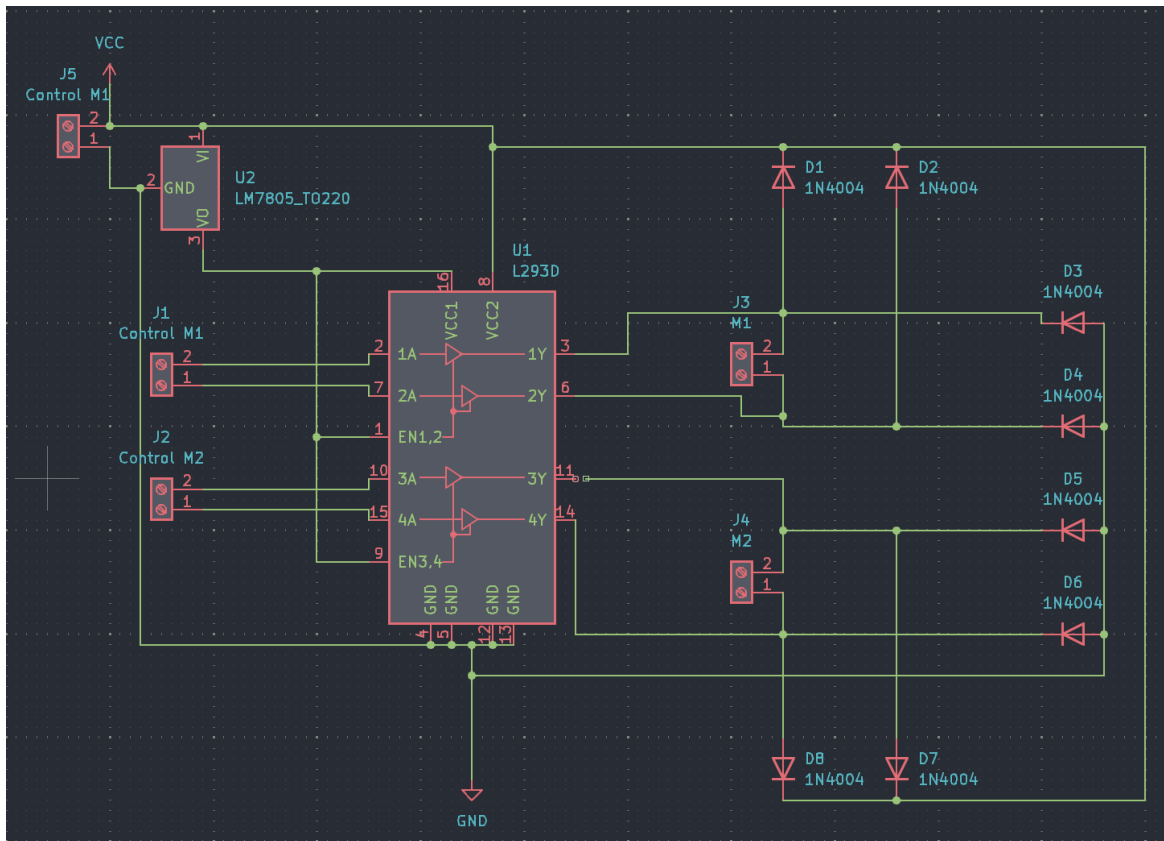 VCC
J5
Control M1
2
1
1
VI
2
GND
VO
3
U2
LM7805_TO220
U1
L293D
16
8
VCC1
VCC2
J1
Control M1
2
1
2
1A
1Y
3
7
2A
2Y
6
1
EN1,2
J2
Control M2
2
1
10
3A
3Y
11
15
4A
4Y
14
9
EN3,4
GND
GND
GND
GND
4
5
12
13
GND
D1
1N4004
D2
1N4004
J3
M1
2
1
D3
1N4004
D4
1N4004
D5
1N4004
J4
M2
2
1
D6
1N4004
D8
1N4004
D7
1N4004